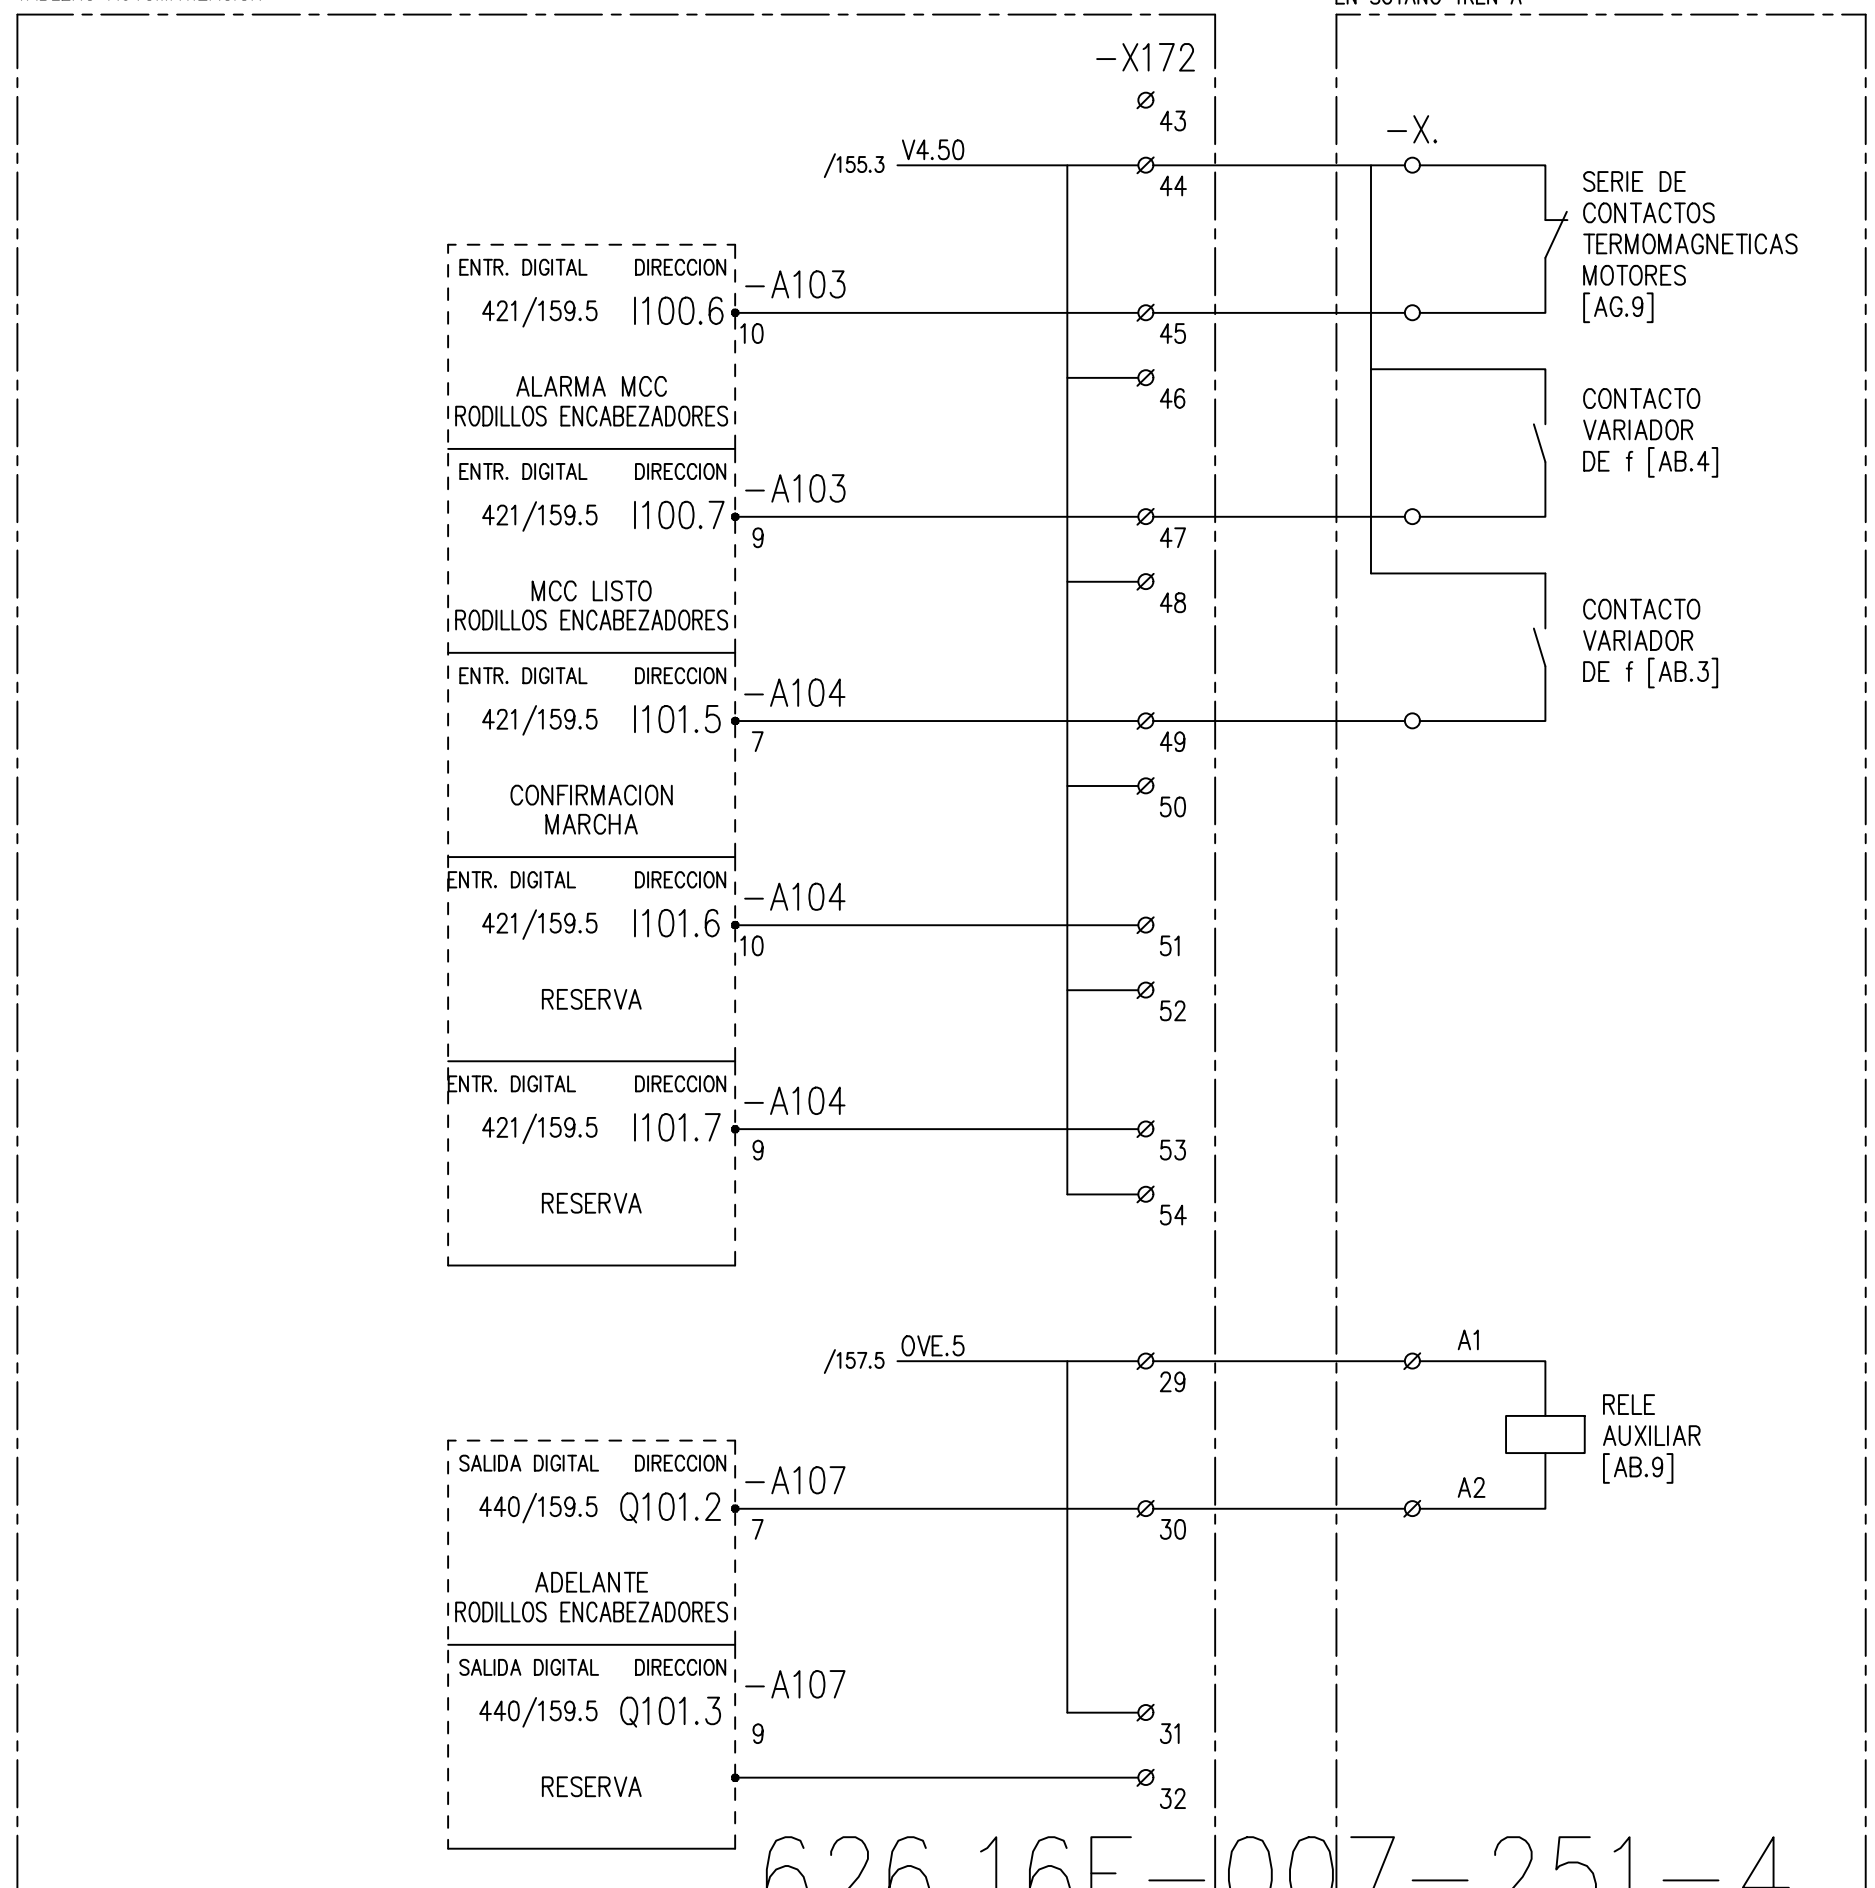 -X172
43
-X.
/155.3 V4.50
44
SERIE DE
CONTACTOS
TERMOMAGNETICAS
MOTORES
[AG.9]
ENTR. DIGITAL DIRECCION
421/159.5 I100.6
-A103
10
45
ALARMA MCC
RODILLOS ENCABEZADORES
46
CONTACTO
VARIADOR
DE f [AB.4]
ENTR. DIGITAL DIRECCION
421/159.5 I100.7
-A103
9
47
MCC LISTO
RODILLOS ENCABEZADORES
48
CONTACTO
VARIADOR
DE f [AB.3]
ENTR. DIGITAL DIRECCION
421/159.5 I101.5
-A104
7
49
CONFIRMACION
MARCHA
50
ENTR. DIGITAL DIRECCION
421/159.5 I101.6
-A104
10
51
RESERVA
52
ENTR. DIGITAL DIRECCION
421/159.5 I101.7
-A104
9
53
RESERVA
54
/157.5 0VE.5
29
A1
RELE
AUXILIAR
[AB.9]
SALIDA DIGITAL DIRECCION
440/159.5 Q101.2
-A107
7
30
A2
ADELANTE
RODILLOS ENCABEZADORES
SALIDA DIGITAL DIRECCION
440/159.5 Q101.3
-A107
9
31
RESERVA
32